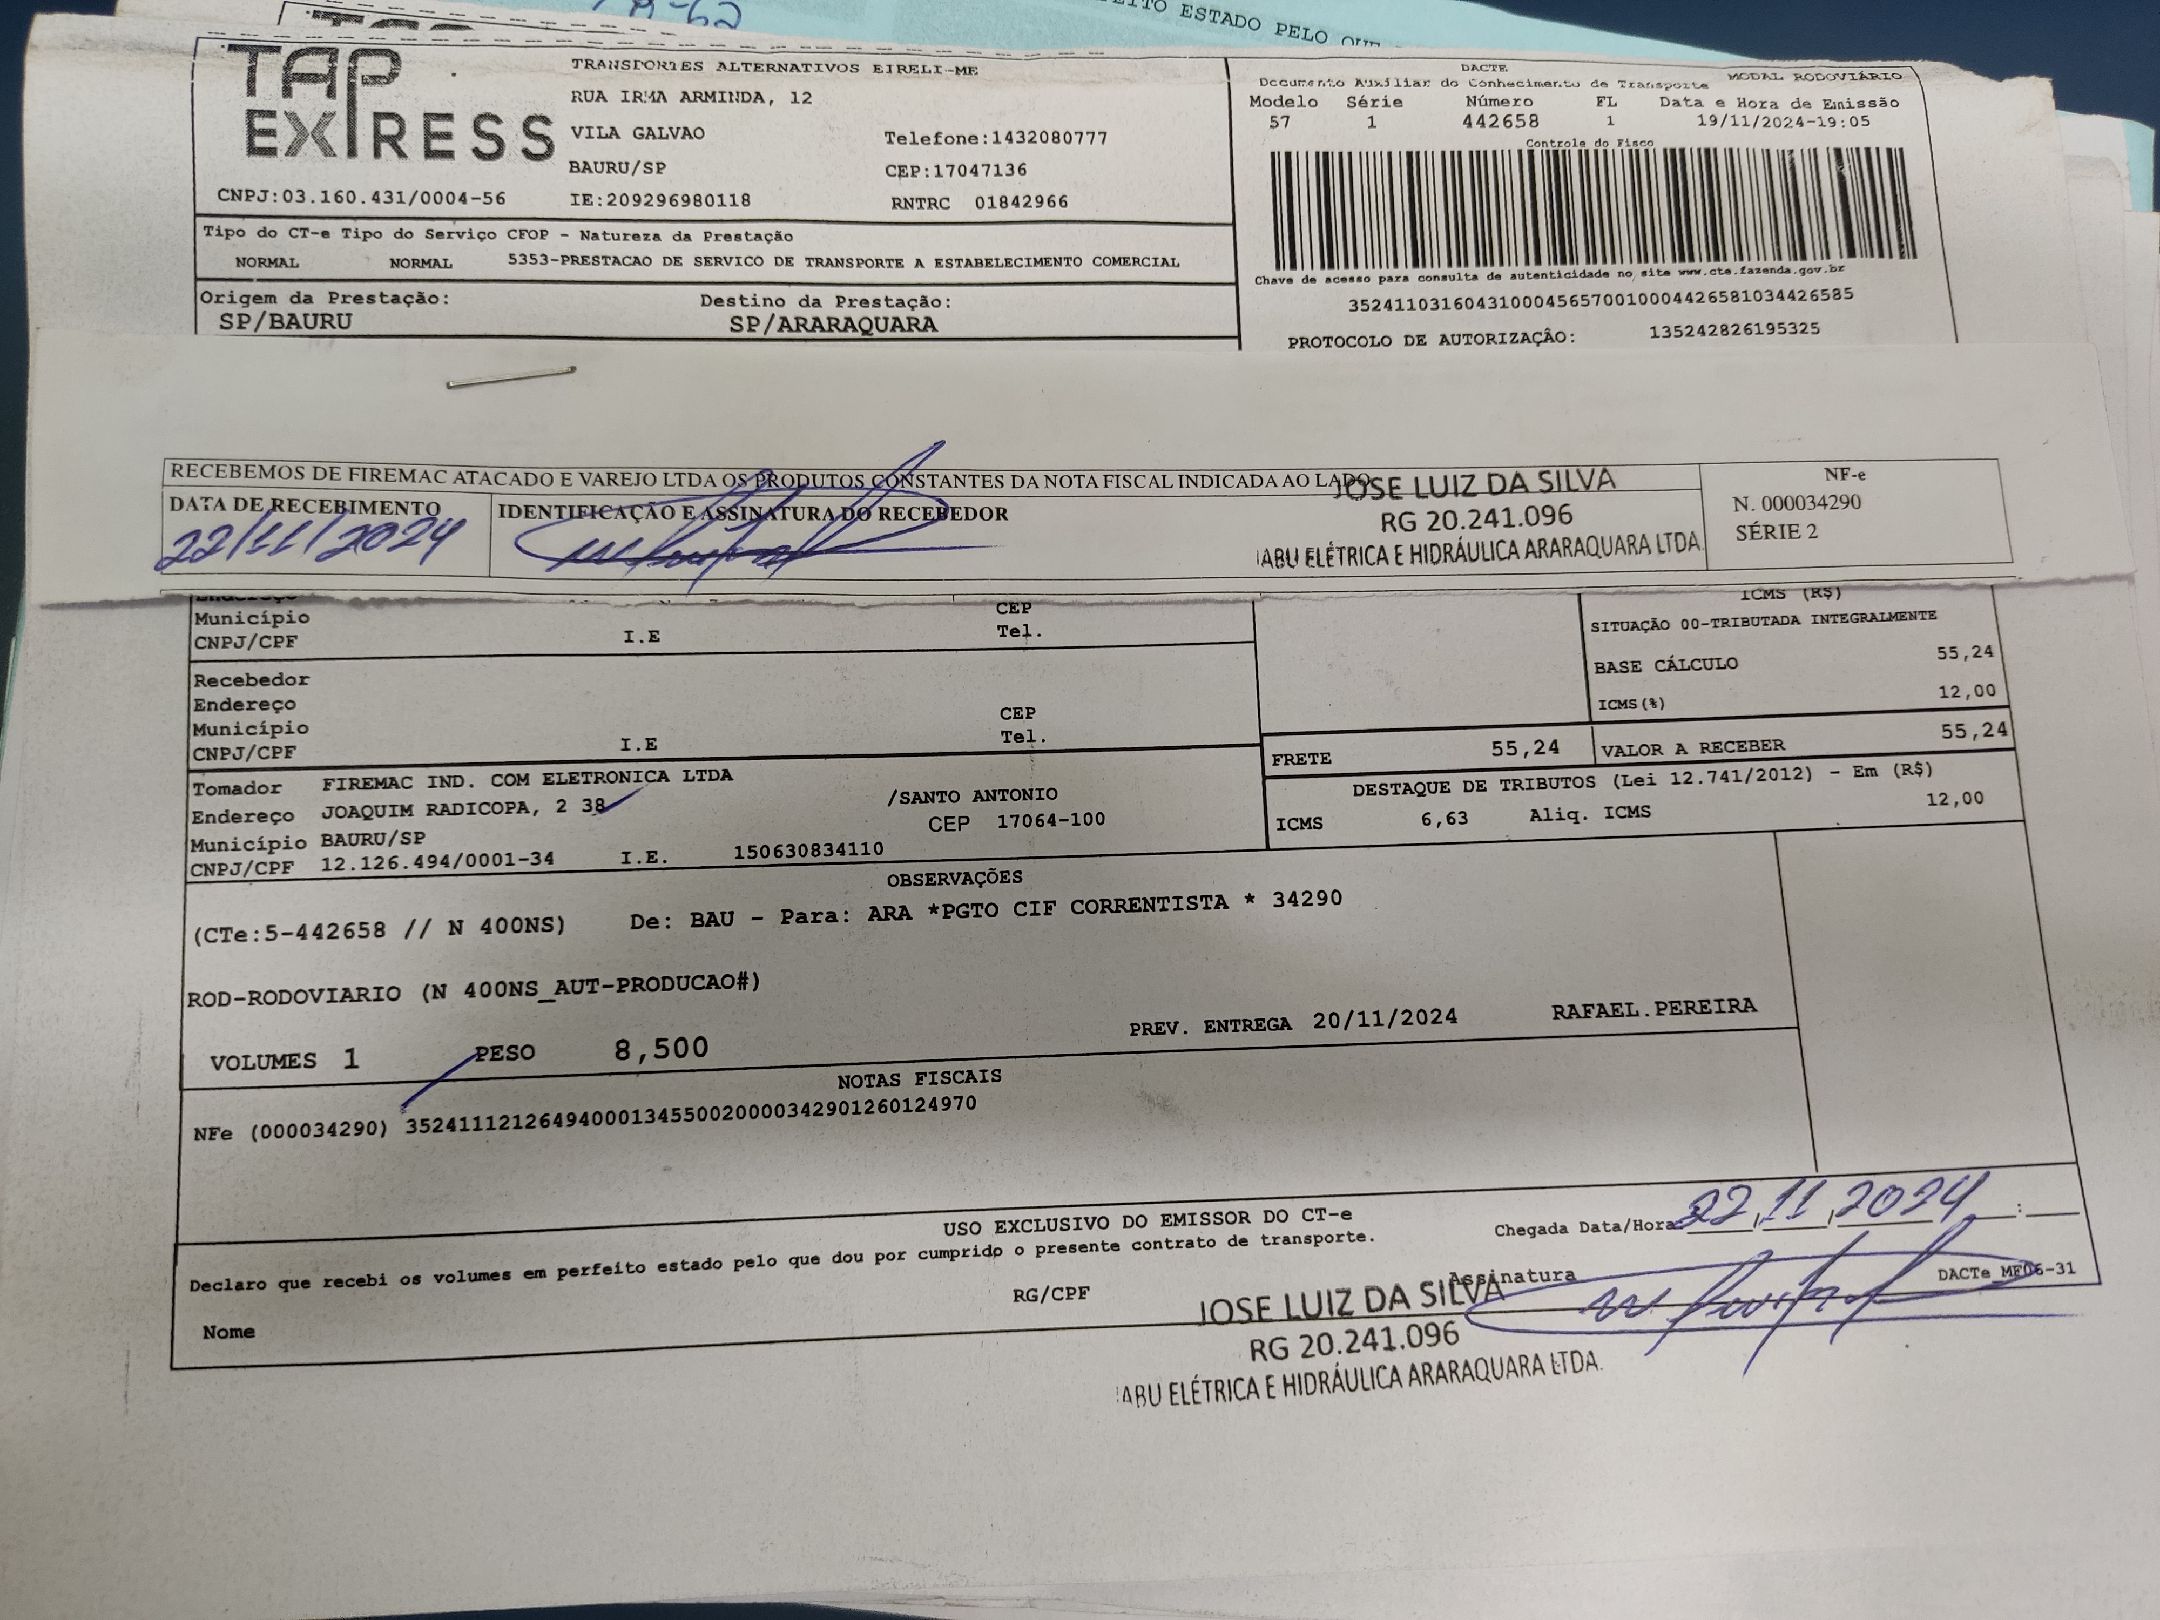 ITO ESTADO PELO QUE
TAP EXPRESS
TRANSPORTES ALTERNATIVOS EIRELI-ME
RUA IRMA ARMINDA, 12
VILA GALVAO Telefone:1432080777
BAURU/SP CEP:17047136
CNPJ:03.160.431/0004-56 IE:209296980118 RNTRC 01842966
DACTE
Documento Auxiliar do Conhecimento de Transporte MODAL RODOVIÁRIO
Modelo Série Número FL Data e Hora de Emissão
57 1 442658 1 19/11/2024-19:05
Controle do Fisco
Chave de acesso para consulta de autenticidade no site www.cte.fazenda.gov.br
35241103160431000456570010004426581034426585
PROTOCOLO DE AUTORIZAÇÂO: 135242826195325
Tipo do CT-e Tipo do Serviço CFOP - Natureza da Prestação
NORMAL NORMAL 5353-PRESTACAO DE SERVICO DE TRANSPORTE A ESTABELECIMENTO COMERCIAL
Origem da Prestação: Destino da Prestação:
SP/BAURU SP/ARARAQUARA
RECEBEMOS DE FIREMAC ATACADO E VAREJO LTDA OS PRODUTOS CONSTANTES DA NOTA FISCAL INDICADA AO LADO
DATA DE RECEBIMENTO IDENTIFICAÇÃO E ASSINATURA DO RECEBEDOR
22/11/2024
JOSE LUIZ DA SILVA
RG 20.241.096
ABU ELÉTRICA E HIDRÁULICA ARARAQUARA LTDA.
NF-e
N. 000034290
SÉRIE 2
Endereço
Município CEP
CNPJ/CPF I.E Tel.
Recebedor
Endereço
Município CEP
CNPJ/CPF I.E Tel.
ICMS (R$)
SITUAÇÃO 00-TRIBUTADA INTEGRALMENTE
BASE CÁLCULO 55,24
ICMS(%) 12,00
FRETE 55,24 VALOR A RECEBER 55,24
DESTAQUE DE TRIBUTOS (Lei 12.741/2012) - Em (R$)
ICMS 6,63 Aliq. ICMS 12,00
Tomador FIREMAC IND. COM ELETRONICA LTDA
Endereço JOAQUIM RADICOPA, 2 38 /SANTO ANTONIO
Município BAURU/SP CEP 17064-100
CNPJ/CPF 12.126.494/0001-34 I.E. 150630834110
OBSERVAÇÕES
(CTe:5-442658 // N 400NS) De: BAU - Para: ARA *PGTO CIF CORRENTISTA * 34290
ROD-RODOVIARIO (N 400NS_AUT-PRODUCAO#)
VOLUMES 1 PESO 8,500 PREV. ENTREGA 20/11/2024 RAFAEL.PEREIRA
NOTAS FISCAIS
NFe (000034290) 35241112126494000134550020000342901260124970
USO EXCLUSIVO DO EMISSOR DO CT-e
Declaro que recebi os volumes em perfeito estado pelo que dou por cumprido o presente contrato de transporte.
Chegada Data/Hora 22,11,2024 :
Nome RG/CPF Assinatura DACTe_MF06-31
JOSE LUIZ DA SILVA
RG 20.241.096
ABU ELÉTRICA E HIDRÁULICA ARARAQUARA LTDA.